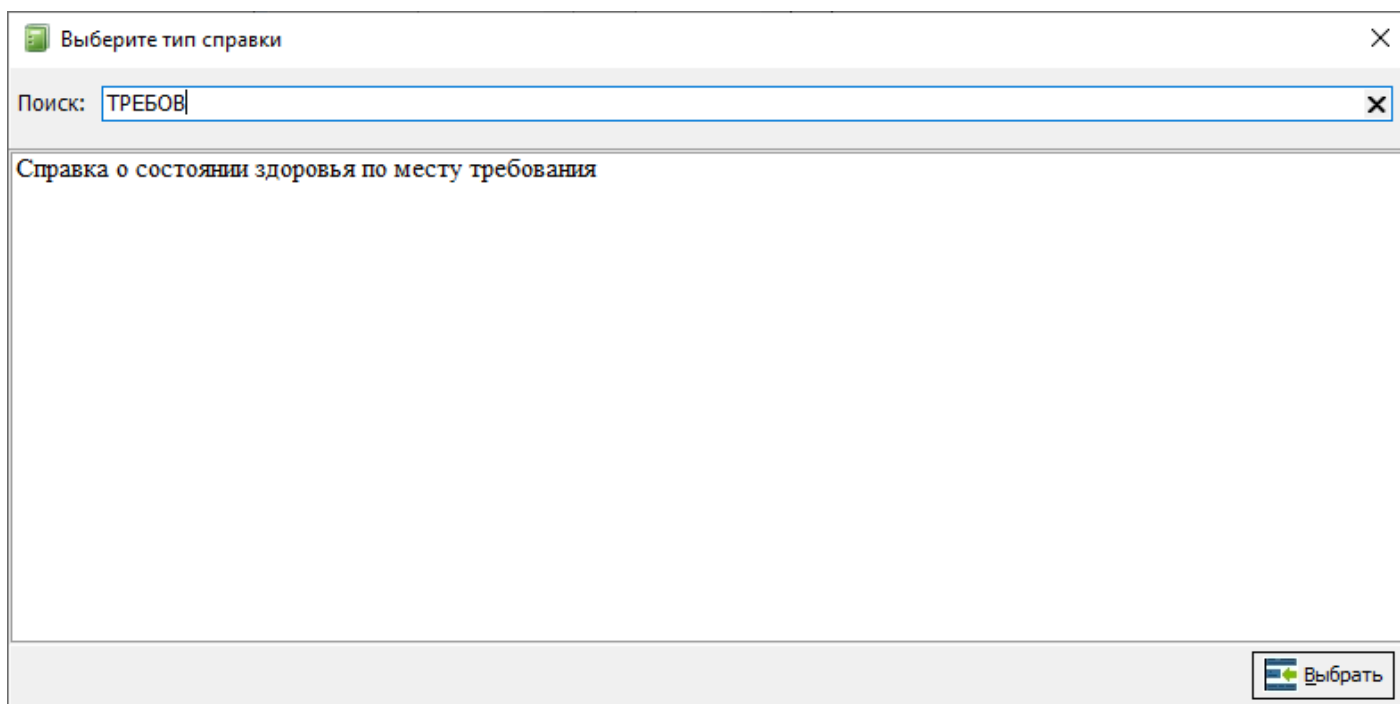 Выберите тип справки
Поиск: ТРЕБОВ
Справка о состоянии здоровья по месту требования
Выбрать